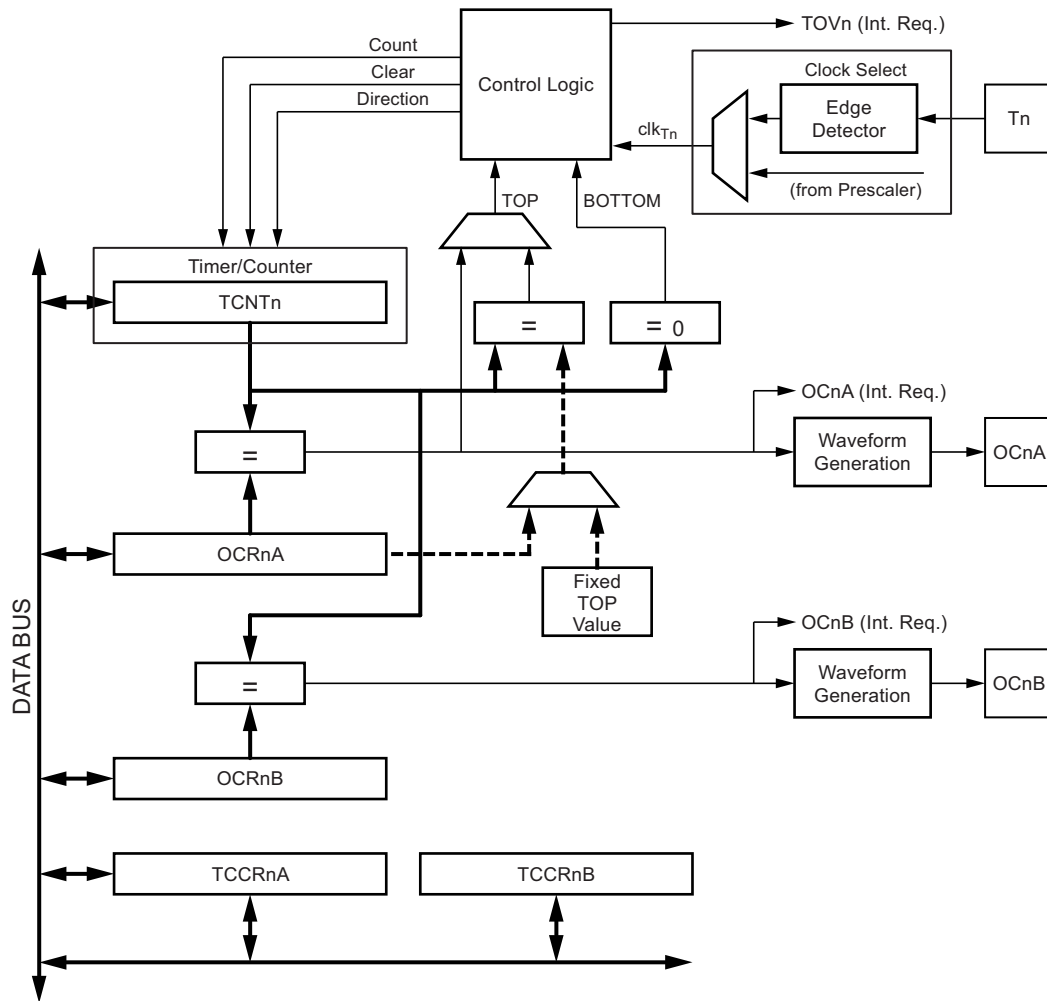 TOVn (Int. Req.)
Count
Clear
Direction
Control Logic
Clock Select
Edge
Detector
Tn
clkTn
(from Prescaler)
TOP
BOTTOM
Timer/Counter
TCNTn
=
= 0
OCnA (Int. Req.)
=
Waveform
Generation
OCnA
OCRnA
Fixed
TOP
Value
DATA BUS
OCnB (Int. Req.)
=
Waveform
Generation
OCnB
OCRnB
TCCRnA
TCCRnB